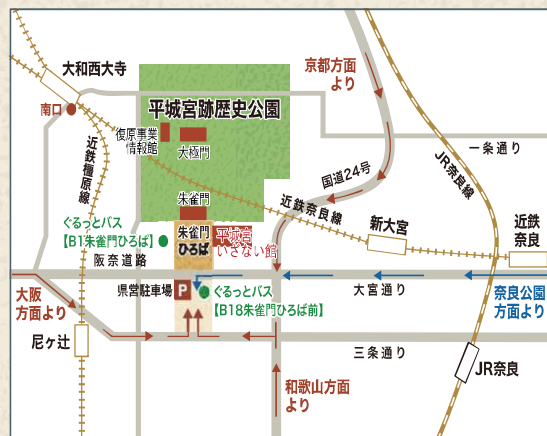 大和西大寺
南口
平城宮跡歴史公園
復原事業
情報館
大極門
京都方面
より
一条通り
国道24号
JR奈良線
近鉄橿原線
朱雀門
近鉄奈良線
新大宮
近鉄
奈良
ぐるっとバス
【B1朱雀門ひろば】
朱雀門
ひろば
平城宮
いざない館
阪奈道路
大阪
方面より
県営駐車場
P
ぐるっとバス
【B18朱雀門ひろば前】
大宮通り
奈良公園
方面より
尼ヶ辻
三条通り
JR奈良
和歌山方面
より